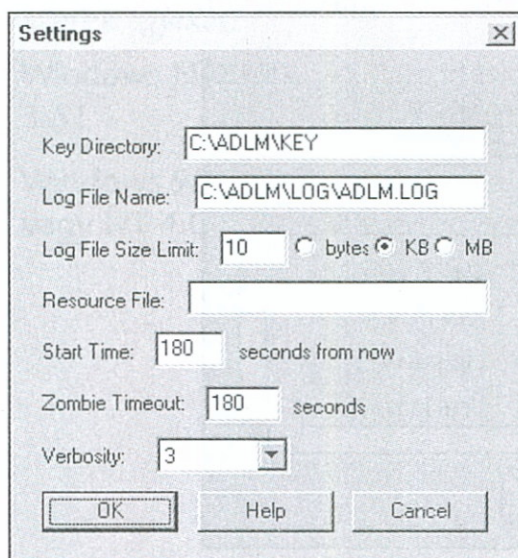 Settings
Key Directory: C:\ADLM\KEY
Log File Name: C:\ADLM\LOG\ADLM.LOG
Log File Size Limit: 10 bytes KB MB
Resource File:
Start Time: 180 seconds from now
Zombie Timeout: 180 seconds
Verbosity: 3
OK Help Cancel